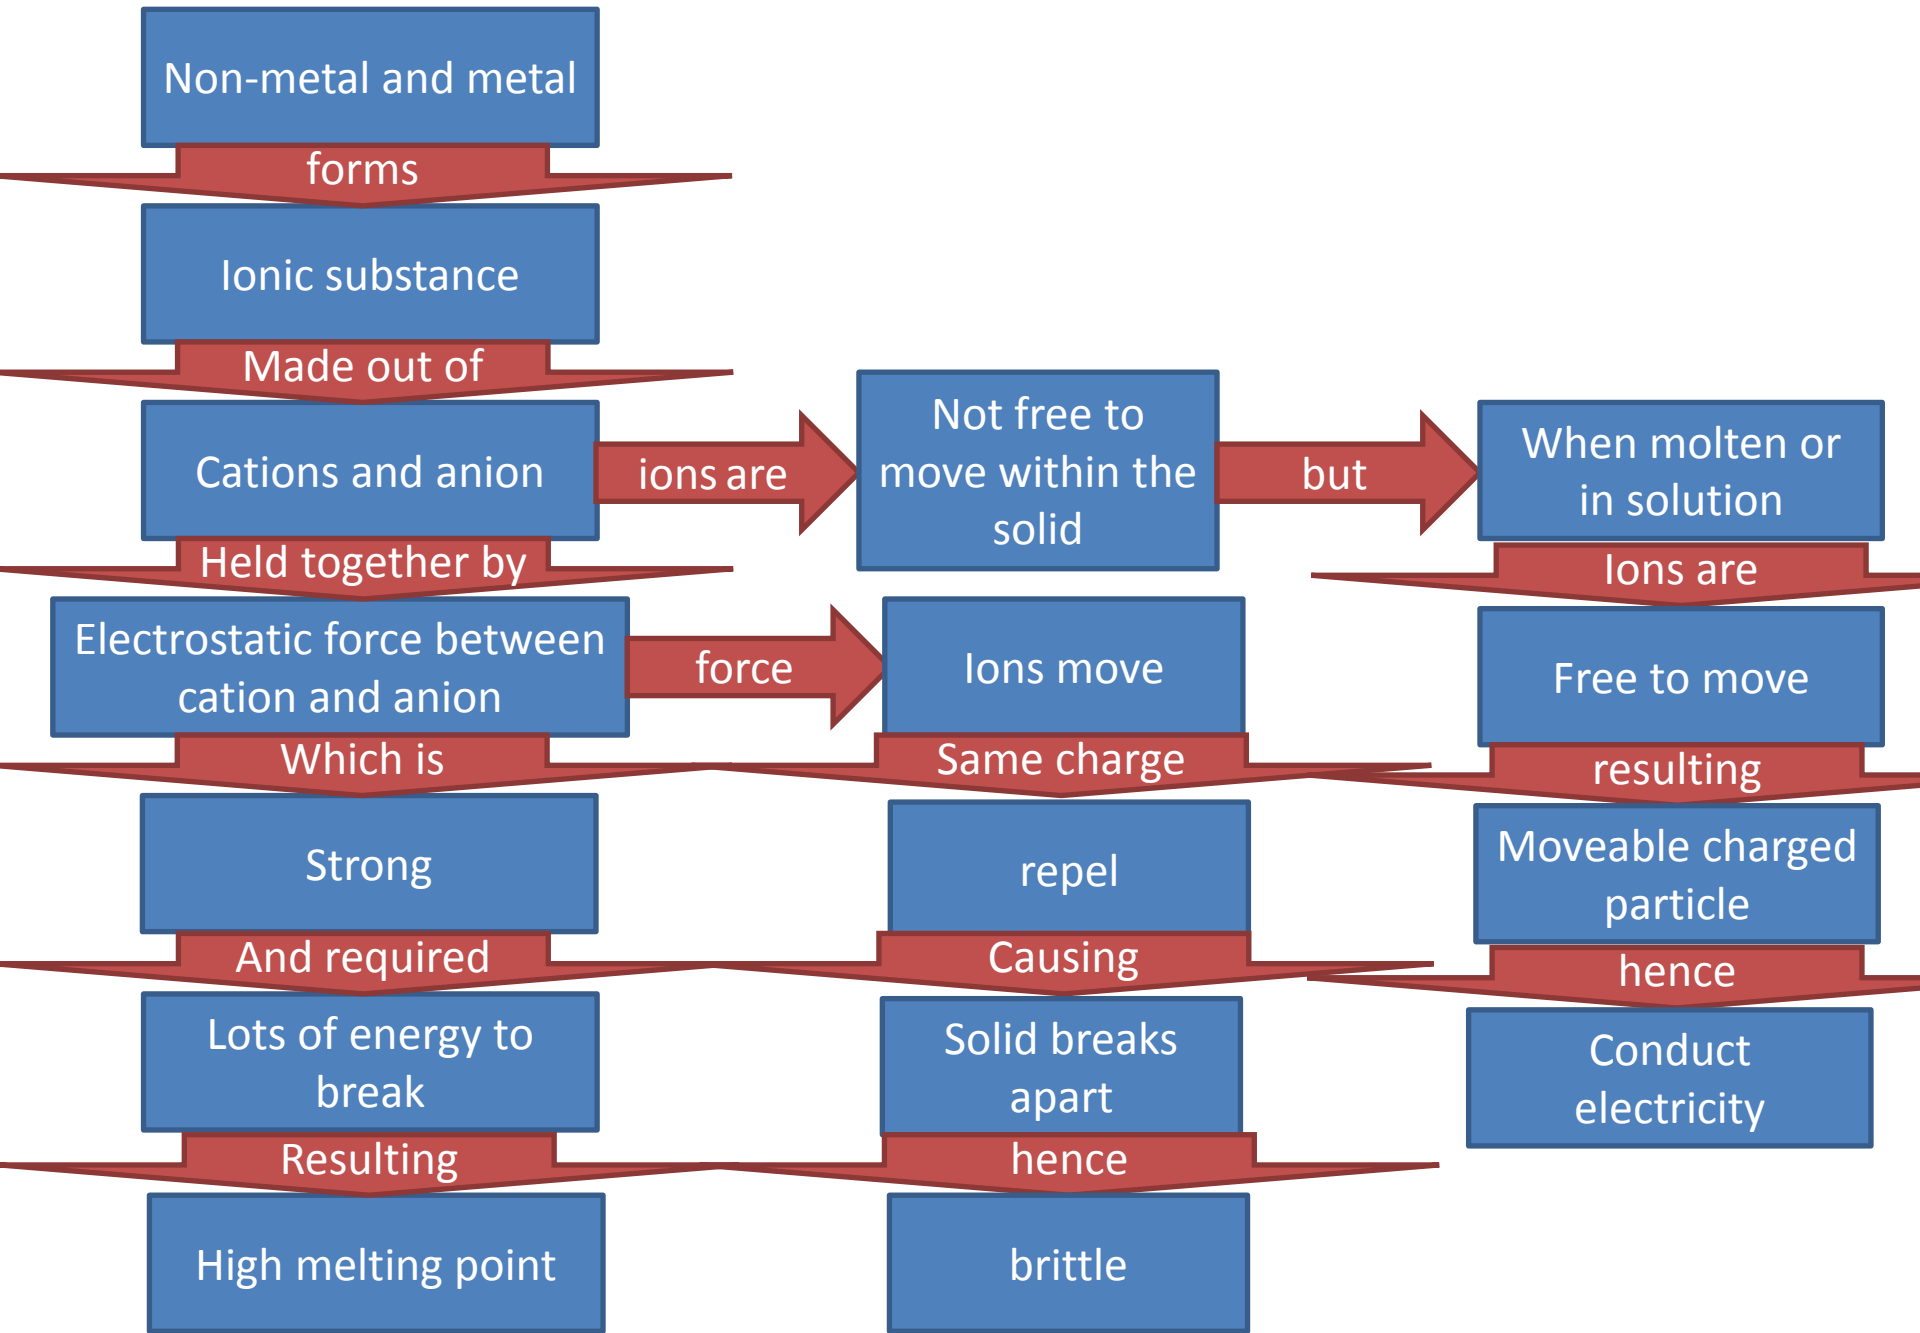 Non-metal and metal
forms
Ionic substance
Made out of
Cations and anion
ions are
Not free to
move within the
solid
but
When molten or
in solution
Held together by
Electrostatic force between
cation and anion
force
Ions move
Ions are
Free to move
Which is
Strong
And required
Lots of energy to
break
Resulting
High melting point
Same charge
repel
Causing
Solid breaks
apart
hence
brittle
resulting
Moveable charged
particle
hence
Conduct
electricity